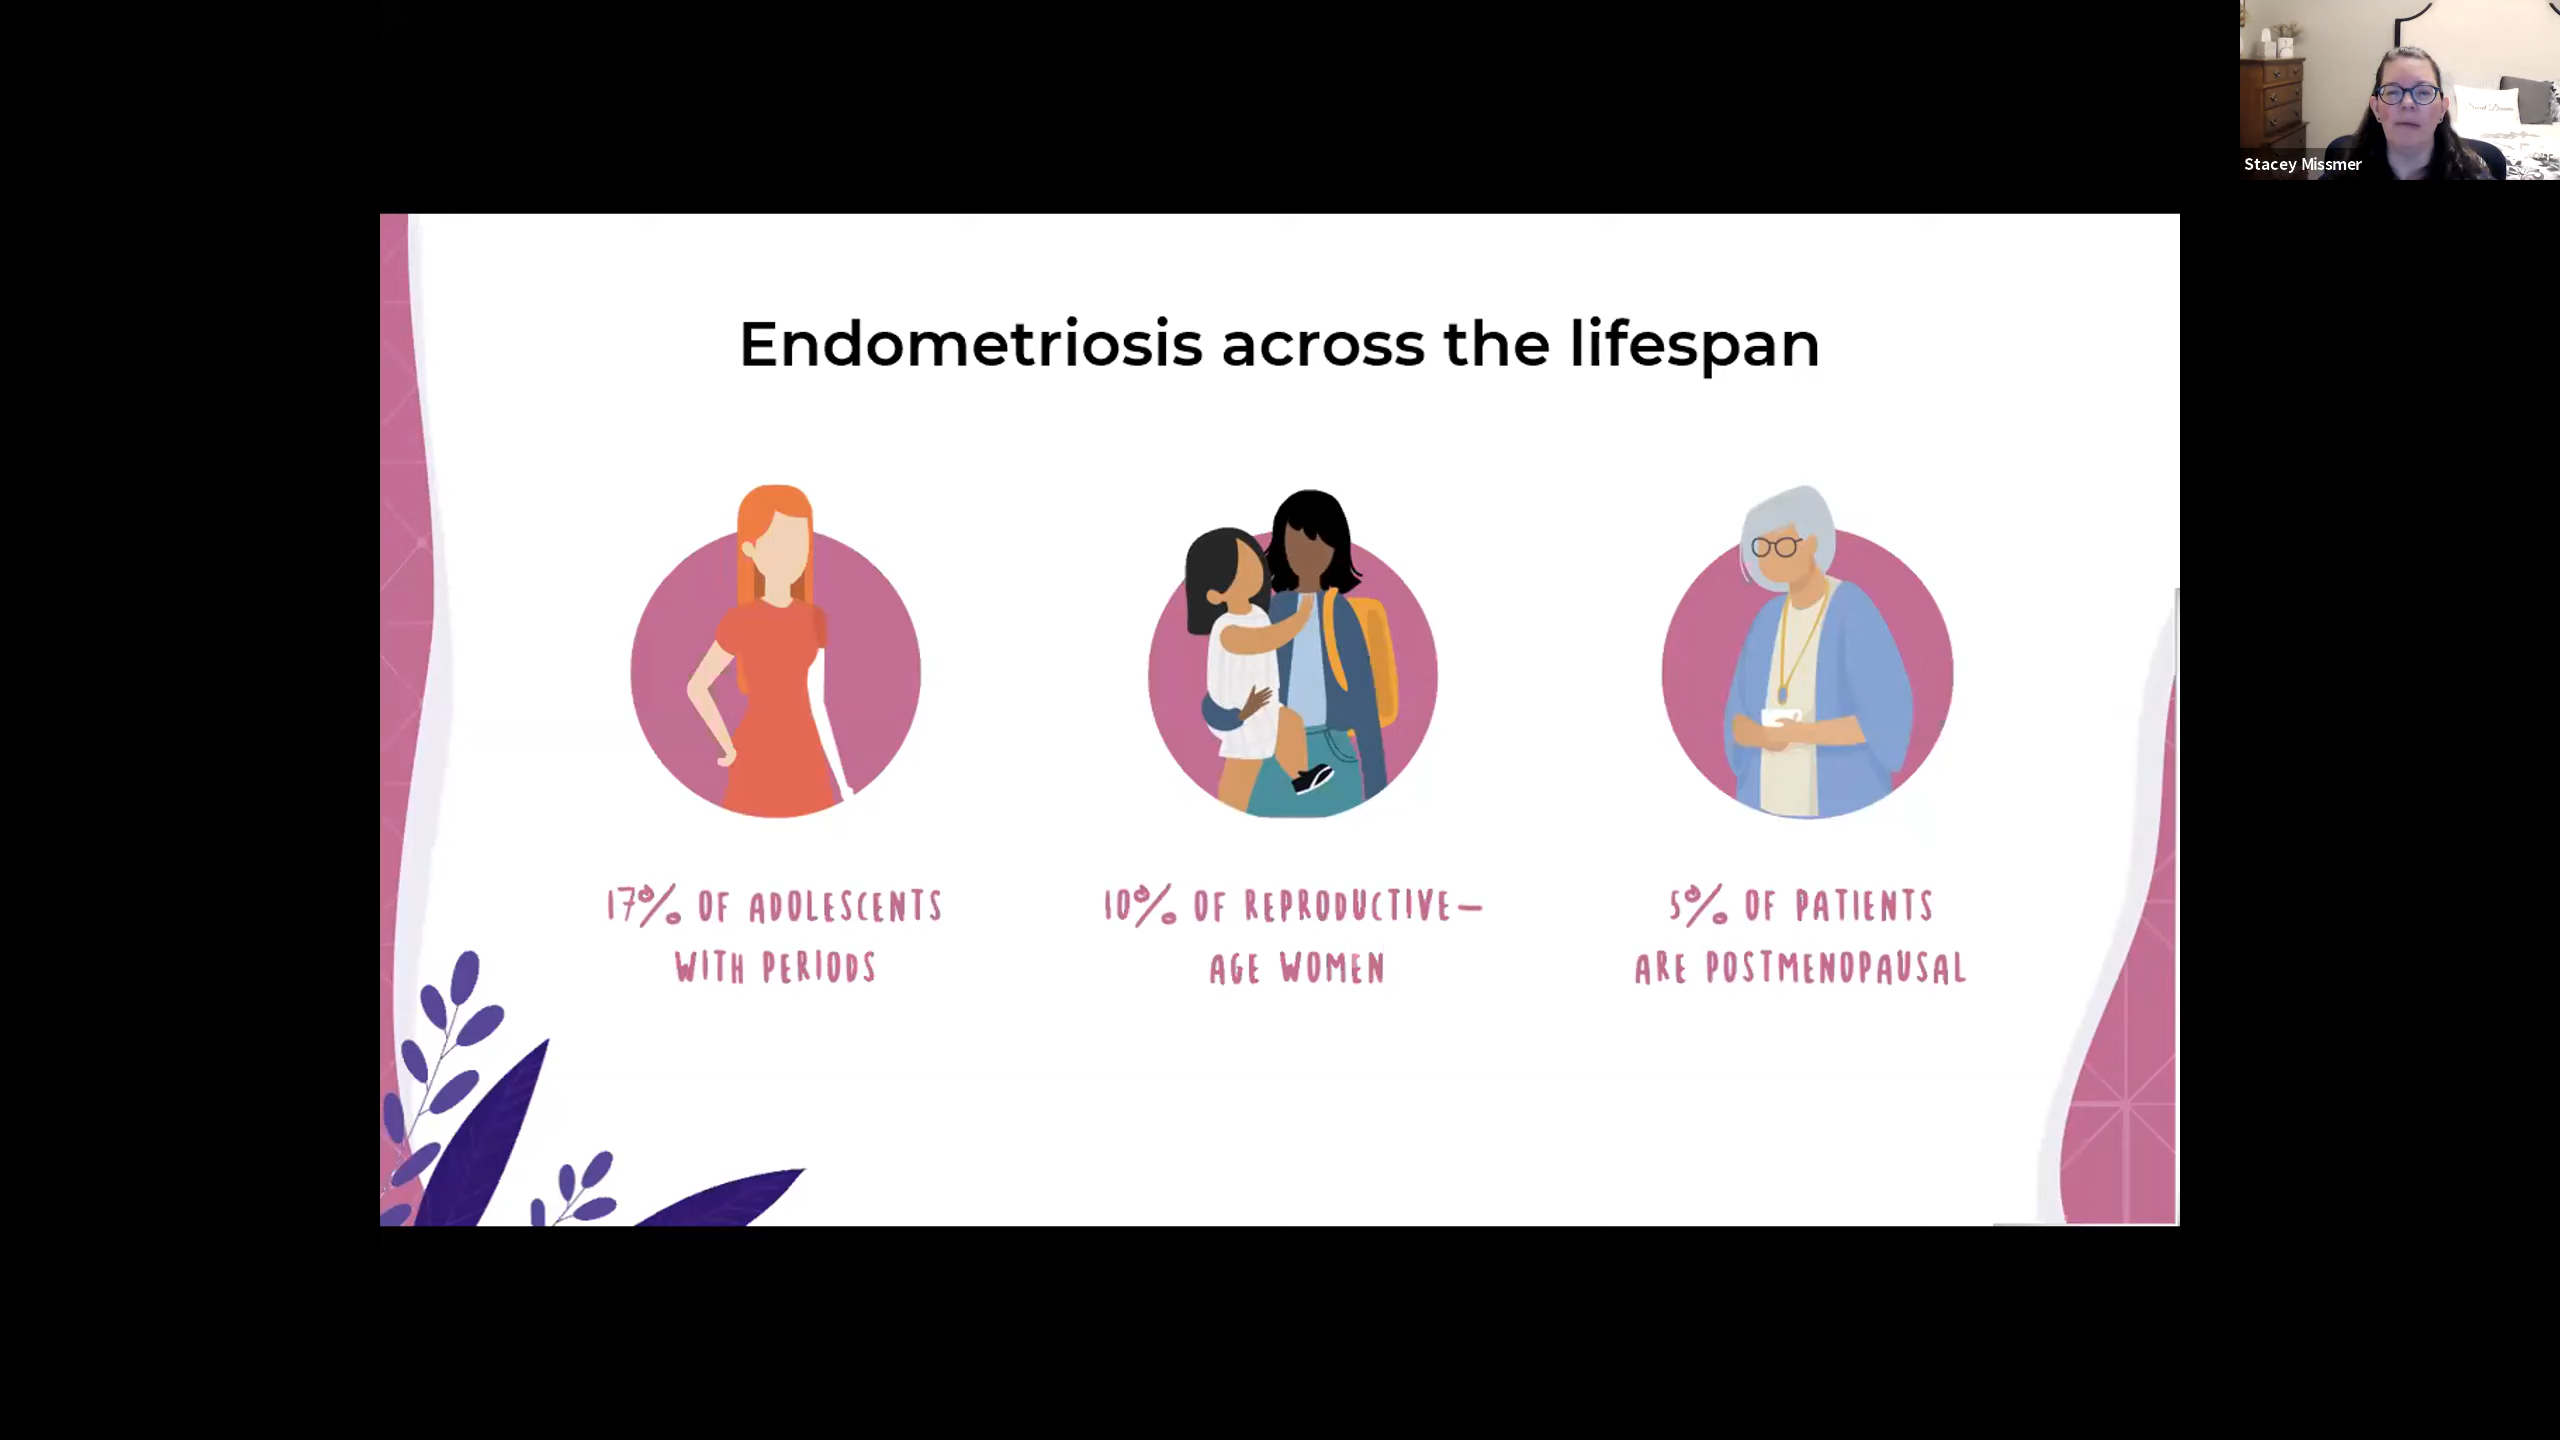 Stacey Missmer
Endometriosis across the lifespan
17% OF ADOLESCENTS
WITH PERIODS
10% OF REPRODUCTIVE-
AGE WOMEN
5% OF PATIENTS
ARE POSTMENOPAUSAL